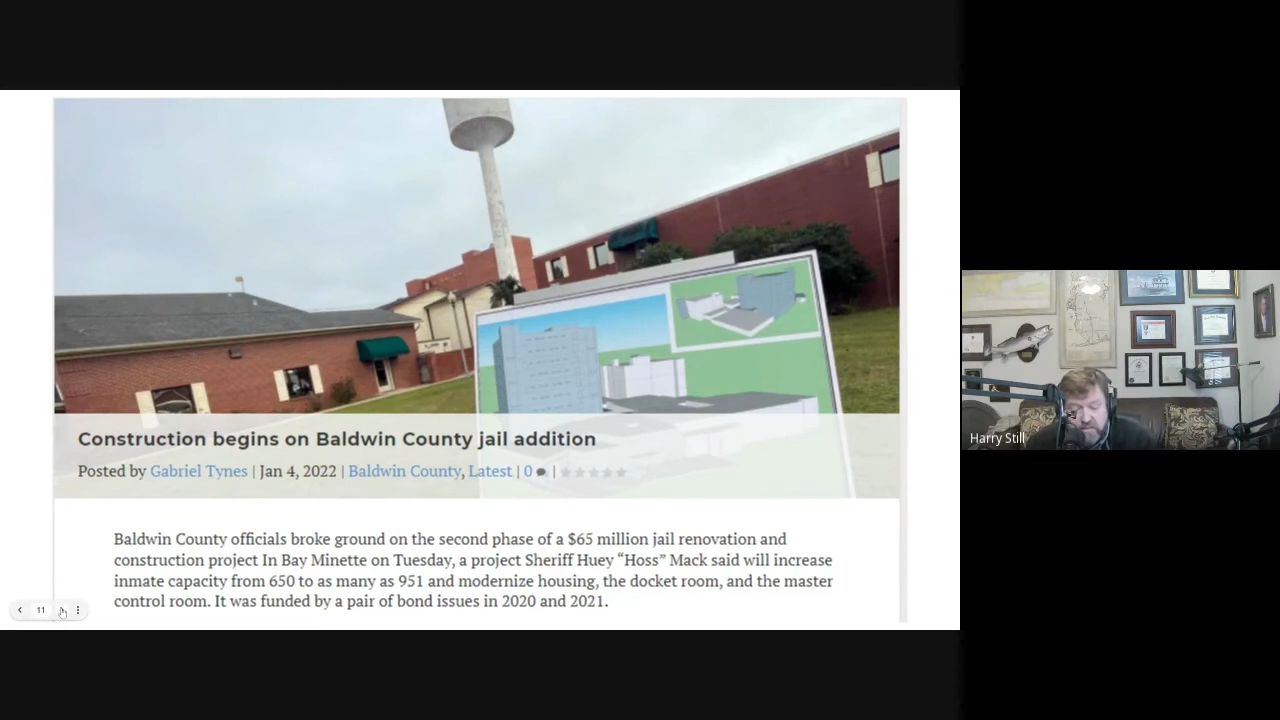 Construction begins on Baldwin County jail addition
Posted by Gabriel Tynes | Jan 4, 2022 | Baldwin County, Latest | 0 |
Baldwin County officials broke ground on the second phase of a $65 million jail renovation and
construction project In Bay Minette on Tuesday, a project Sheriff Huey “Hoss” Mack said will increase
inmate capacity from 650 to as many as 951 and modernize housing, the docket room, and the master
control room. It was funded by a pair of bond issues in 2020 and 2021.
11
Harry Still